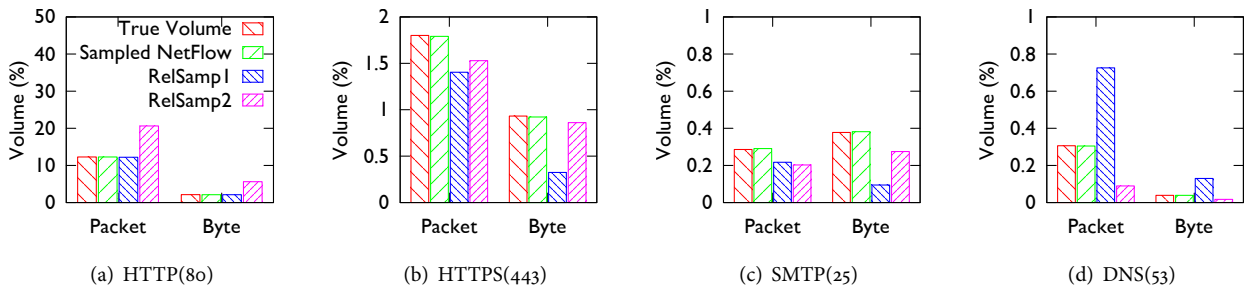 50
40
30
20
10
0
Volume (%)
True Volume
Sampled NetFlow
RelSamp1
RelSamp2
Packet Byte
(a) HTTP(80)
2
1.5
1
0.5
0
Volume (%)
Packet Byte
(b) HTTPS(443)
1
0.8
0.6
0.4
0.2
0
Volume (%)
Packet Byte
(c) SMTP(25)
1
0.8
0.6
0.4
0.2
0
Volume (%)
Packet Byte
(d) DNS(53)